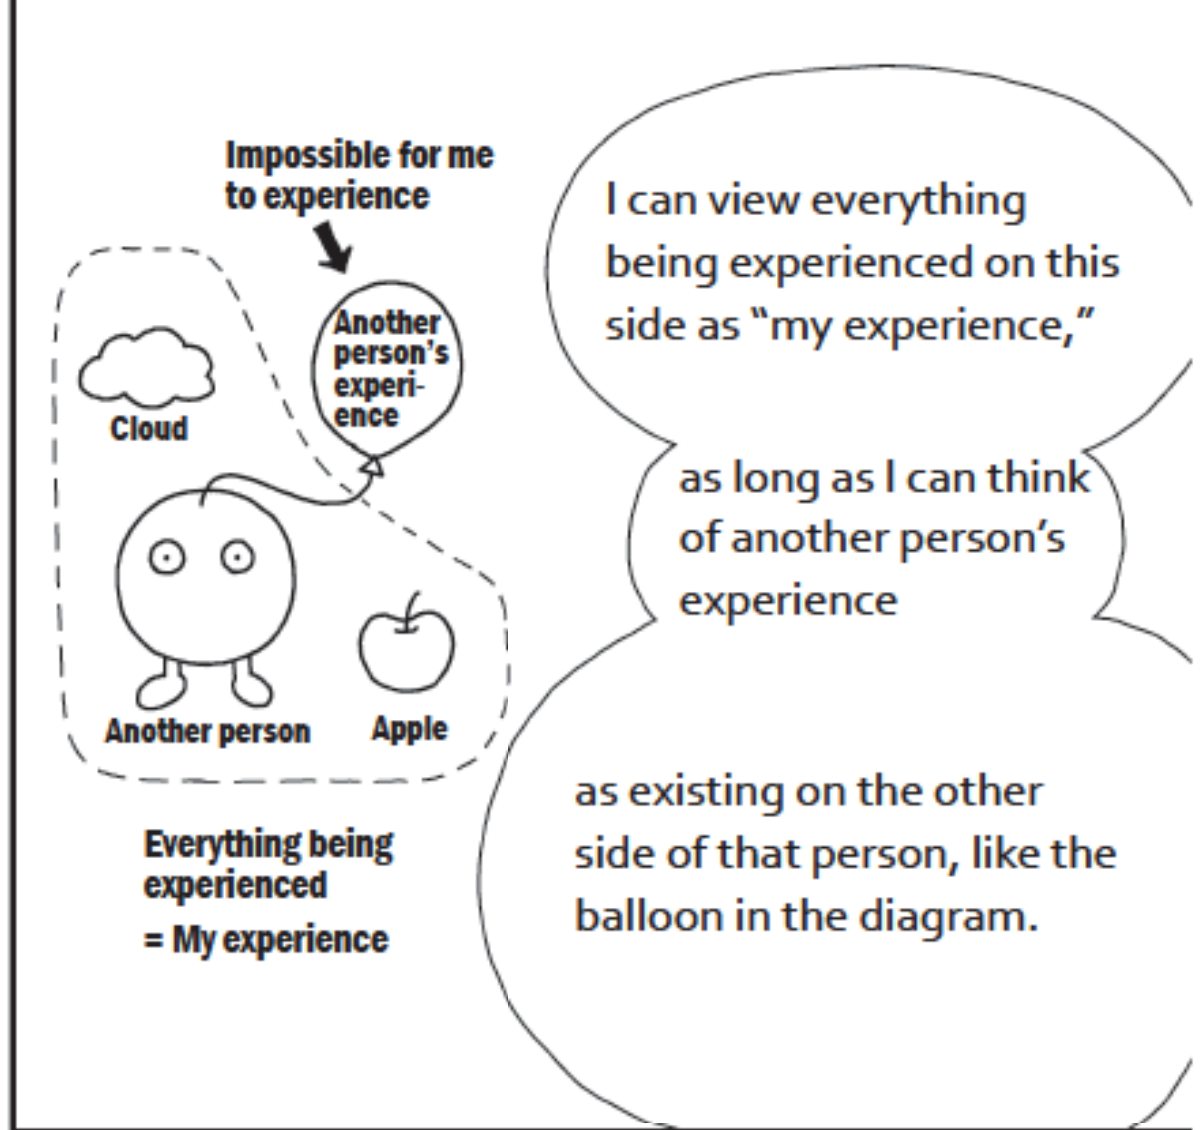 Impossible for me
to experience
Another
person's
experi-
ence
Cloud
Another person
Apple
Everything being
experienced
= My experience
I can view everything
being experienced on this
side as “my experience,”
as long as I can think
of another person’s
experience
as existing on the other
side of that person, like the
balloon in the diagram.